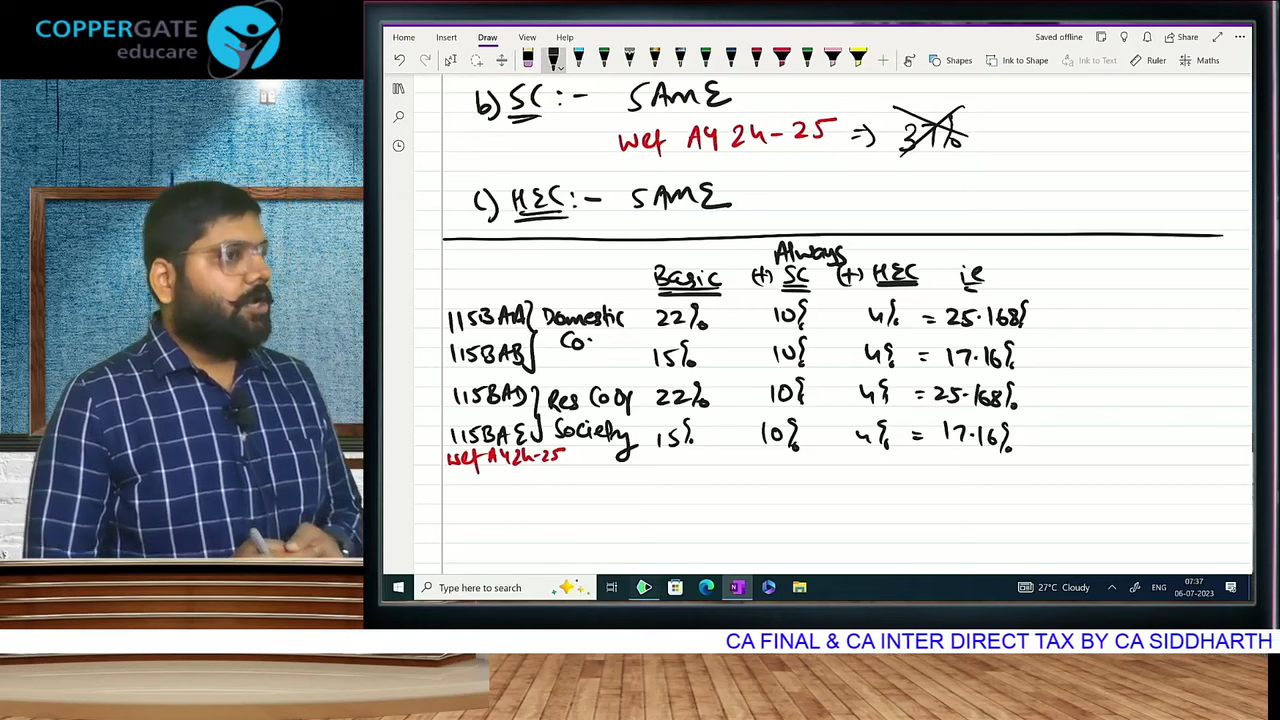 COPPERGATE
educare
Home Insert Draw View Help
Saved offline
Share
Shapes
Ink to Shape
Ink to Text
Ruler
Maths
b) SC :- SAME
wef AY 24-25 => 37%
c) HEC :- SAME
Always
Basic (+) SC (+) HEC ie
115BAA Domestic 22% 10% 4% = 25.168%
Co.
115BAB 15% 10% 4% = 17.16%
115BAD Res CoOp 22% 10% 4% = 25.168%
115BAE Society 15% 10% 4% = 17.16%
wef AY 24-25
Type here to search
27°C Cloudy
ENG
07:37
06-07-2023
CA FINAL & CA INTER DIRECT TAX BY CA SIDDHARTH